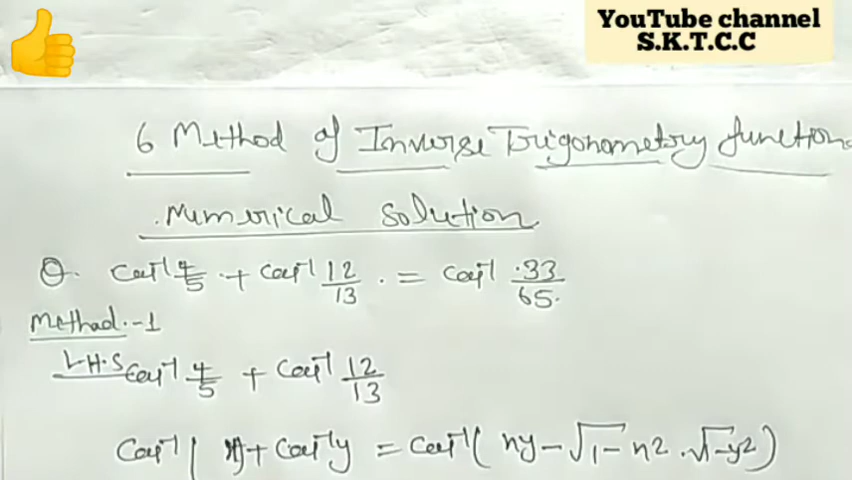 YouTube channel
S.K.T.C.C
6 Method of Inverse Trigonometry function
Numerical solution
Q. Cos⁻¹ 4/5 + Cos⁻¹ 12/13 = Cos⁻¹ 33/65
Method-1
L.H.S Cos⁻¹ 4/5 + Cos⁻¹ 12/13
Cos⁻¹ x + Cos⁻¹y = Cos⁻¹( xy - √1-x2 . √1-y2 )